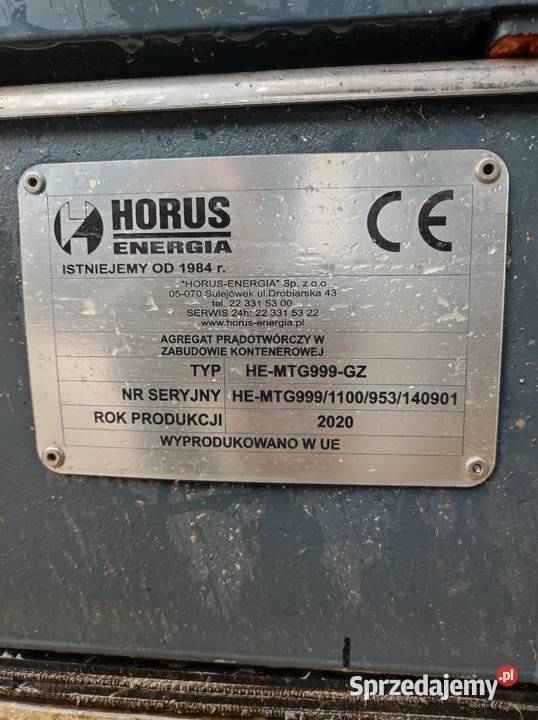 HORUS
ENERGIA
CE
ISTNIEJEMY OD 1984 r.
"HORUS-ENERGIA" Sp. z.o.o
05-070 Sulejówek ul.Drobiarska 43
tel. 22 331 53 00
SERWIS 24h: 22 331 53 22
www.horus-energia.pl
AGREGAT PRĄDOTWÓRCZY W
ZABUDOWIE KONTENEROWEJ
TYP HE-MTG999-GZ
NR SERYJNY HE-MTG999/1100/953/140901
ROK PRODUKCJI 2020
WYPRODUKOWANO W UE
Sprzedajemy.pl